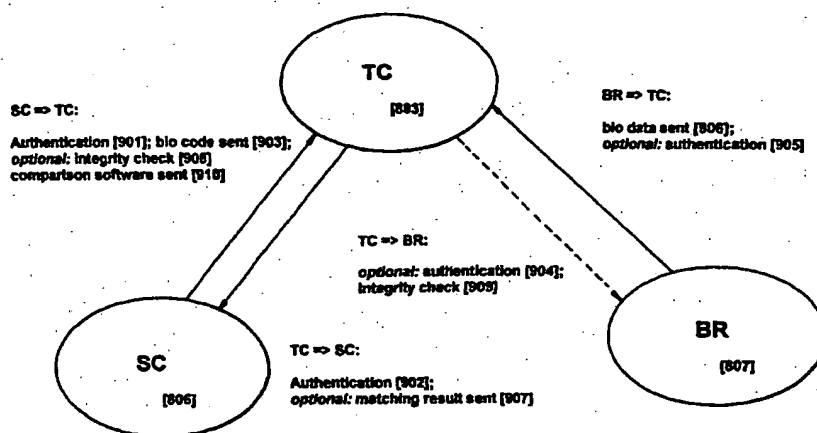 TC
[883]
SC => TC:
Authentication [901]; bio code sent [903];
optional: integrity check [908]
comparison software sent [910]
BR => TC:
bio data sent [806];
optional: authentication [905]
TC => BR:
optional: authentication [904];
integrity check [909]
SC
[806]
TC => SC:
Authentication [902];
optional: matching result sent [907]
BR
[807]